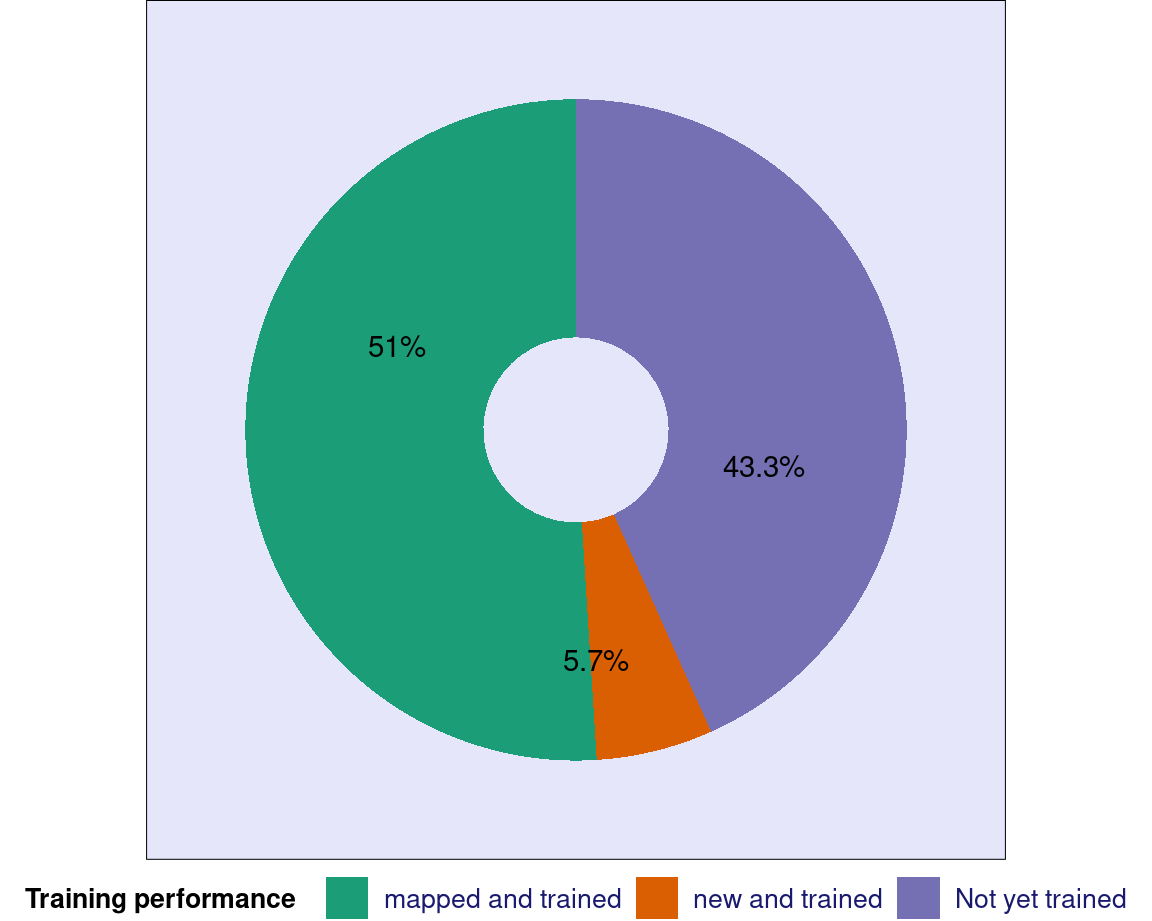 51%
43.3%
5.7%
Training performance mapped and trained new and trained Not yet trained